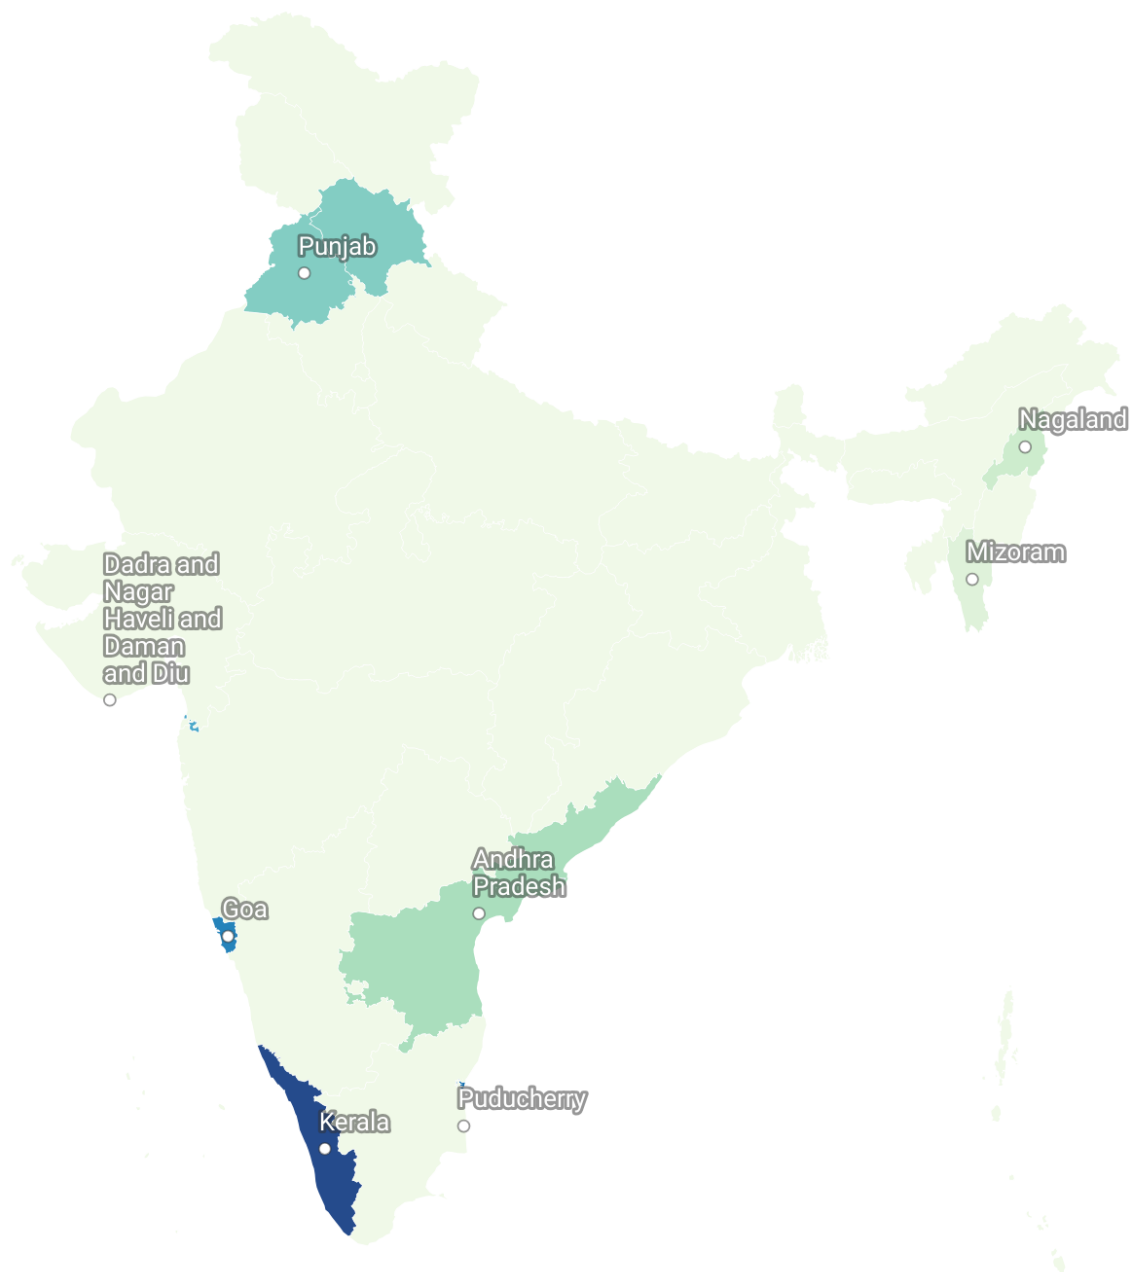 Punjab
Nagaland
Mizoram
Dadra and
Nagar
Haveli and
Daman
and Diu
Andhra
Pradesh
Goa
Puducherry
Kerala